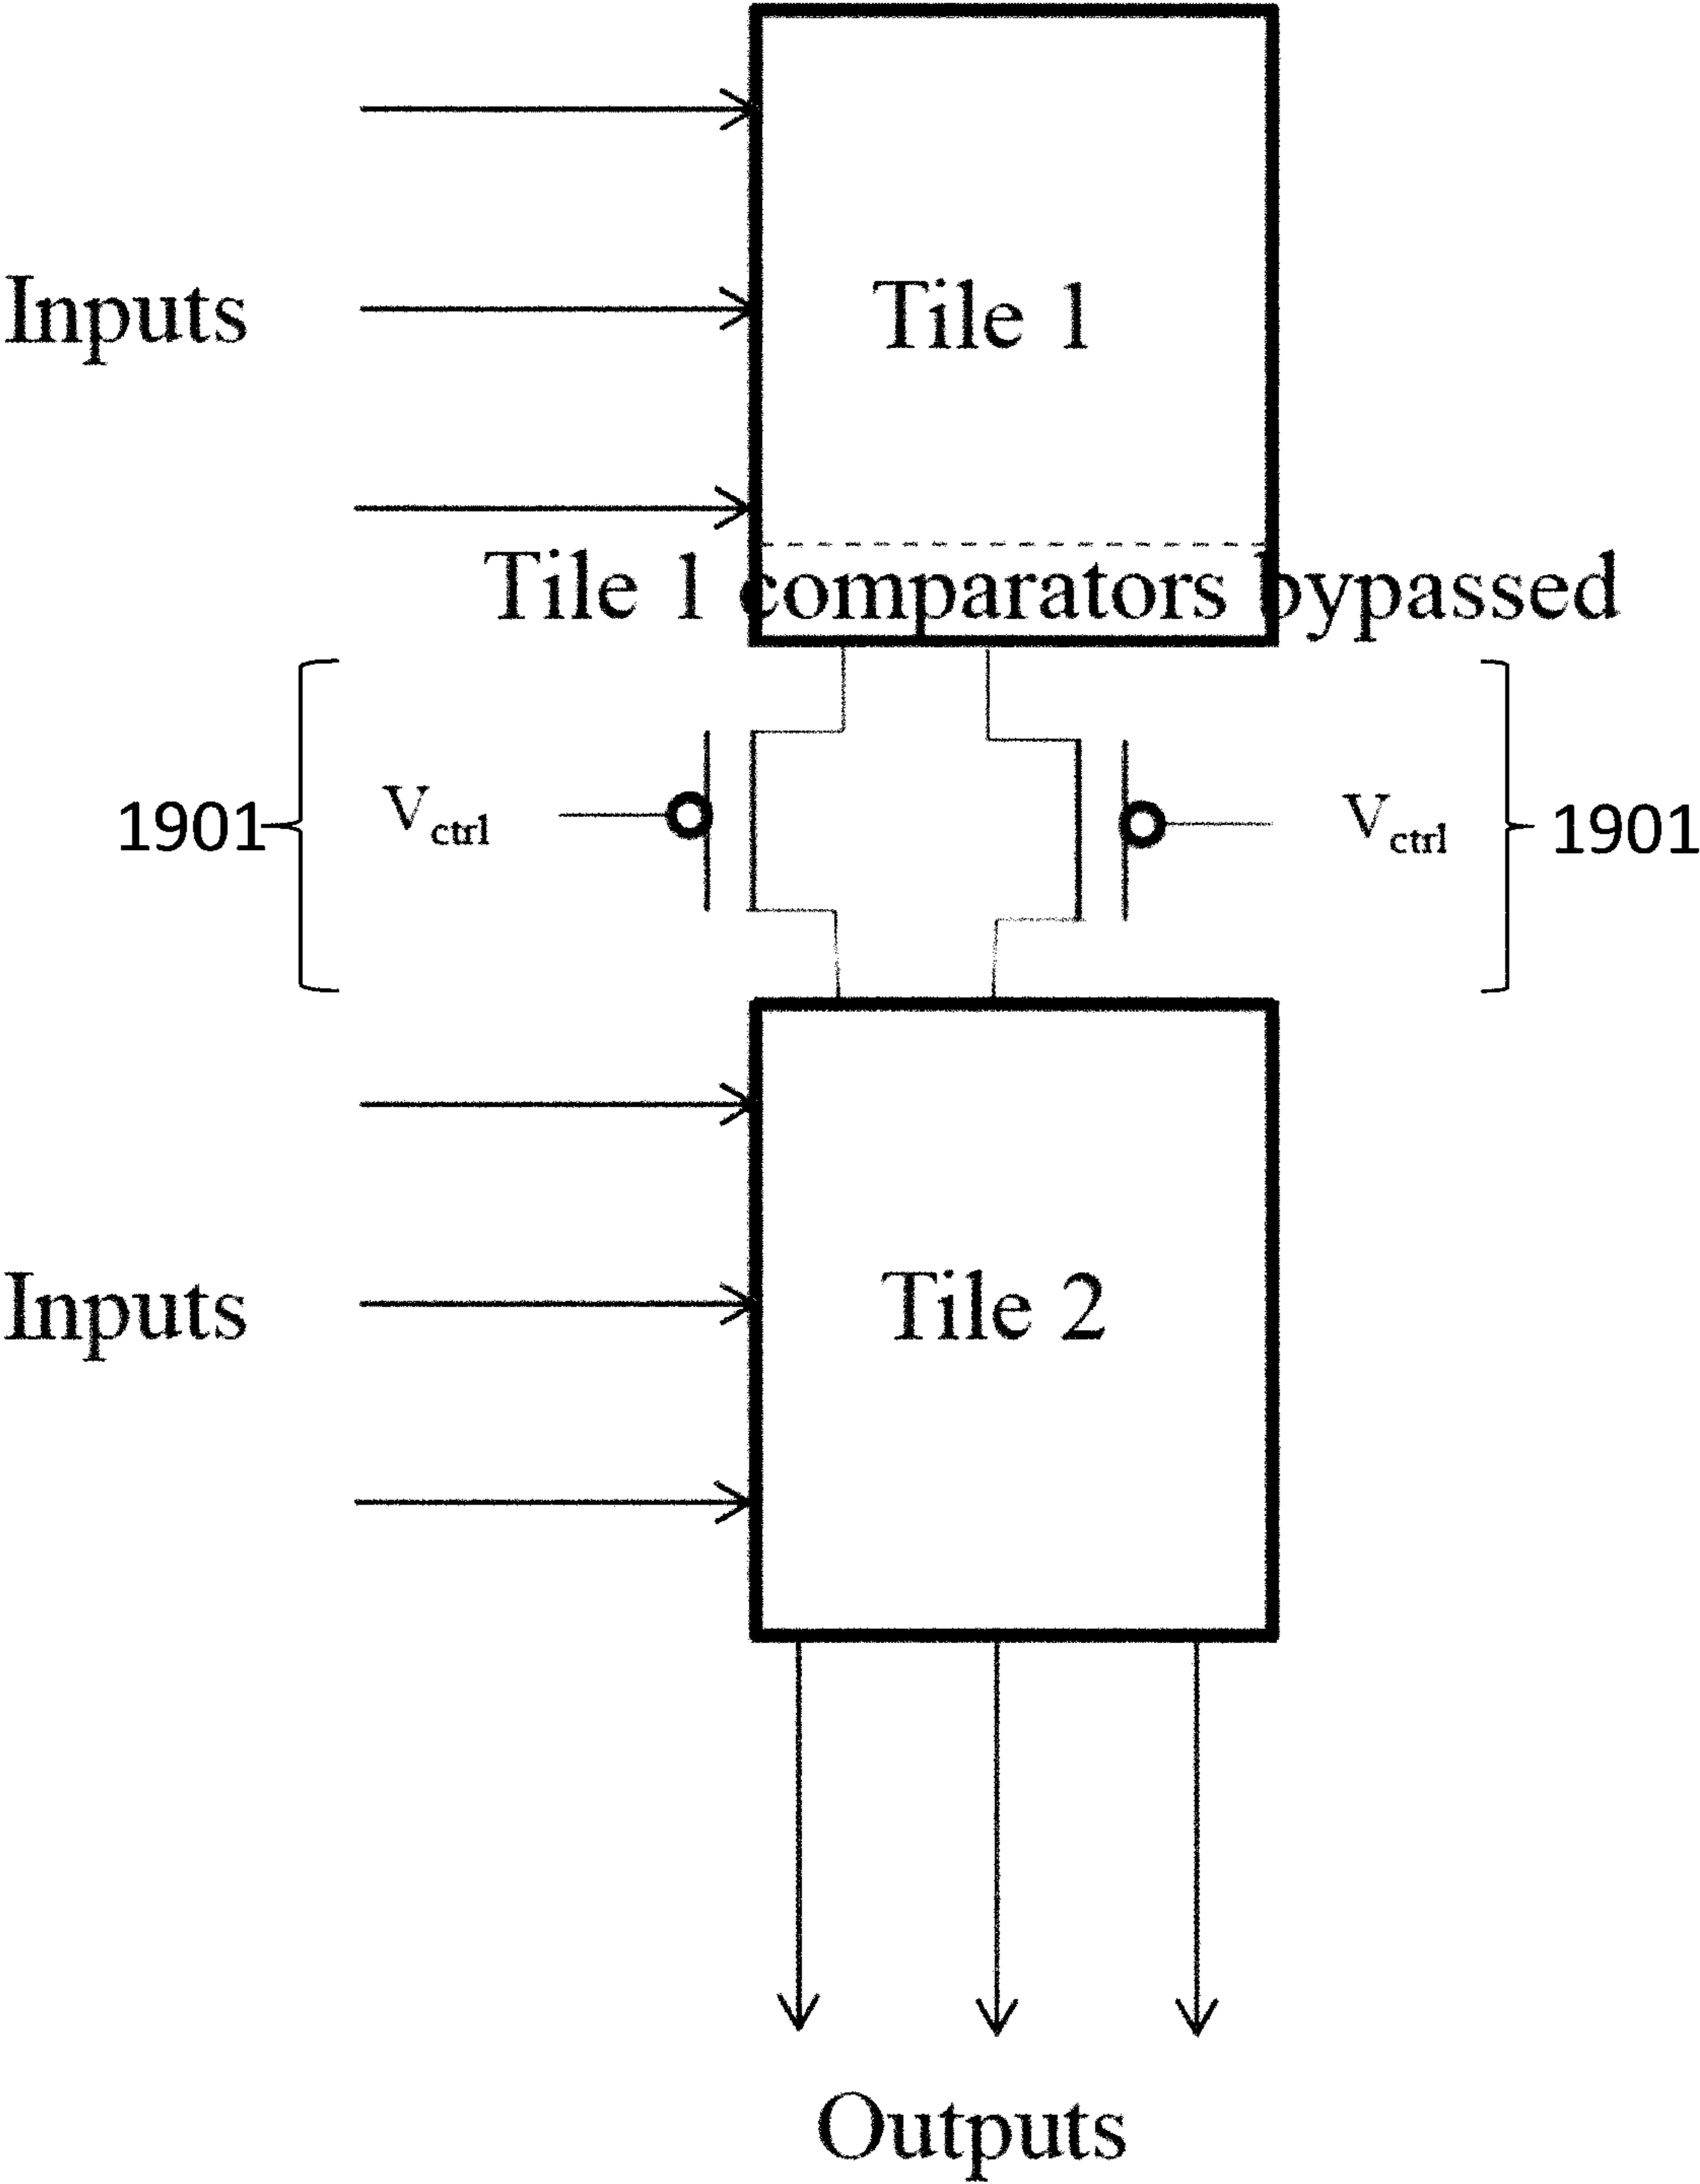 Inputs
Tile 1
Tile 1 comparators bypassed
1901
Vctrl
Vctrl
1901
Inputs
Tile 2
Outputs